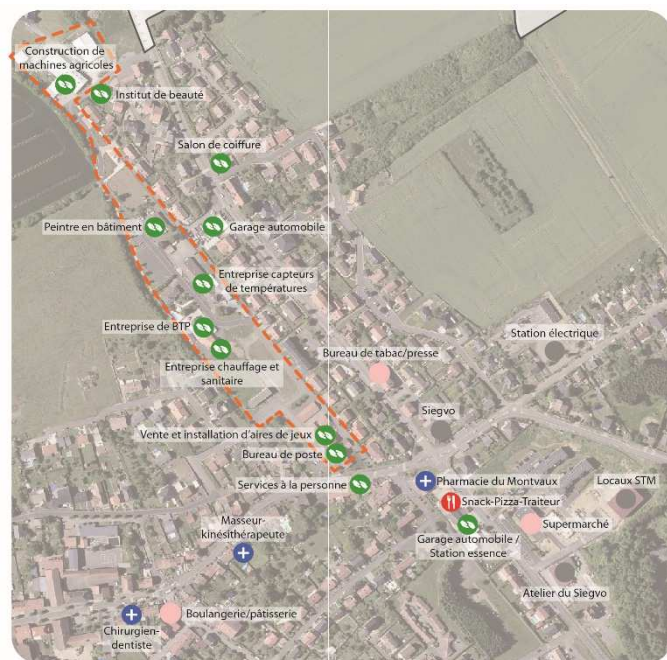 Construction de
machines agricoles
Institut de beauté
Salon de coiffure
Peintre en bâtiment
Garage automobile
Entreprise capteurs
de températures
Entreprise de BTP
Entreprise chauffage et
sanitaire
Station électrique
Bureau de tabac/presse
Siegvo
Vente et installation d'aires de jeux
Bureau de poste
Services à la personne
Pharmacie du Montvaux
Snack-Pizza-Traiteur
Locaux STM
Supermarché
Garage automobile /
Station essence
Masseur-
kinésithérapeute
Atelier du Siegvo
Boulangerie/pâtisserie
Chirurgien-
dentiste